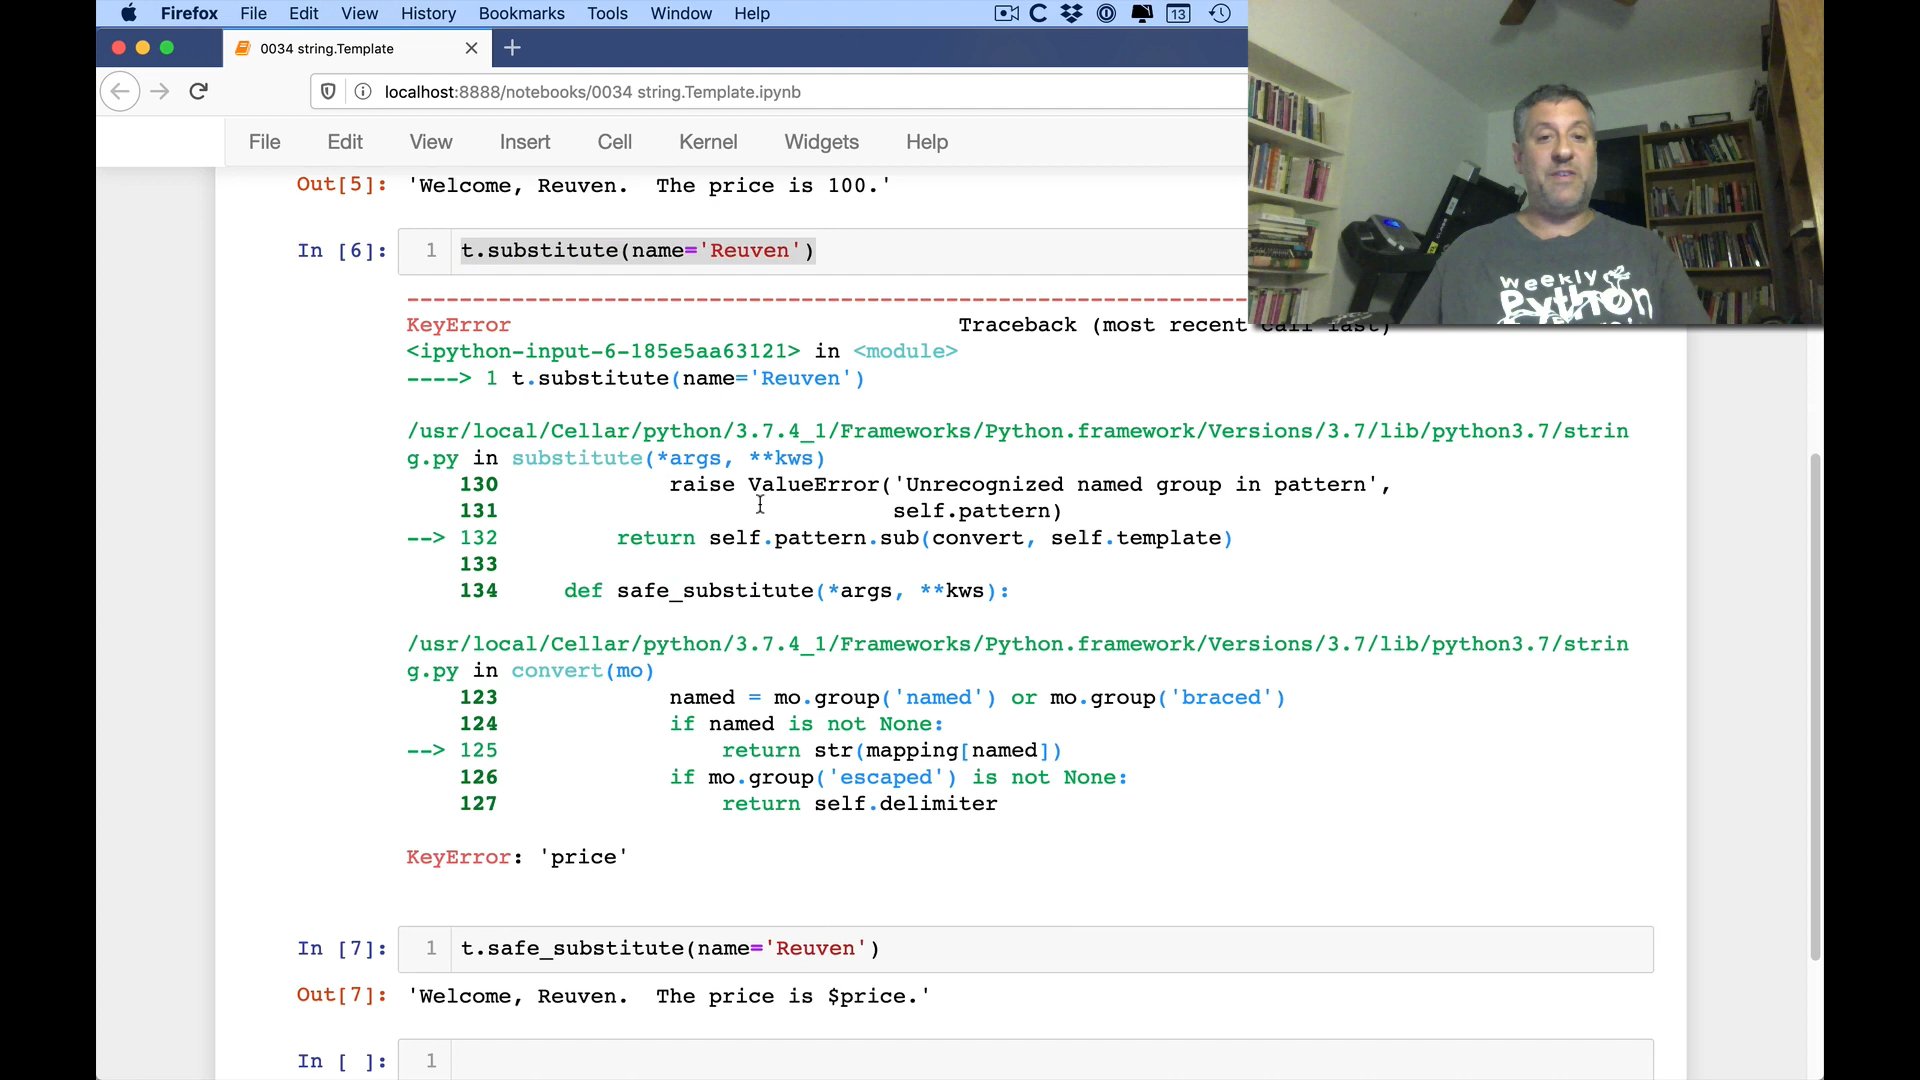 Firefox File Edit View History Bookmarks Tools Window Help 13
0034 string.Template
localhost:8888/notebooks/0034 string.Template.ipynb
File Edit View Insert Cell Kernel Widgets Help
Out[5]: 'Welcome, Reuven.  The price is 100.'
In [6]: 1 t.substitute(name='Reuven')
---------------------------------------------------------------------------
KeyError Traceback (most recent call last)
<ipython-input-6-185e5aa63121> in <module>
----> 1 t.substitute(name='Reuven')
/usr/local/Cellar/python/3.7.4_1/Frameworks/Python.framework/Versions/3.7/lib/python3.7/strin
g.py in substitute(*args, **kws)
130 raise ValueError('Unrecognized named group in pattern',
131 self.pattern)
--> 132 return self.pattern.sub(convert, self.template)
133
134 def safe_substitute(*args, **kws):
/usr/local/Cellar/python/3.7.4_1/Frameworks/Python.framework/Versions/3.7/lib/python3.7/strin
g.py in convert(mo)
123 named = mo.group('named') or mo.group('braced')
124 if named is not None:
--> 125 return str(mapping[named])
126 if mo.group('escaped') is not None:
127 return self.delimiter
KeyError: 'price'
In [7]: 1 t.safe_substitute(name='Reuven')
Out[7]: 'Welcome, Reuven.  The price is $price.'
In [ ]: 1
weekly
Python